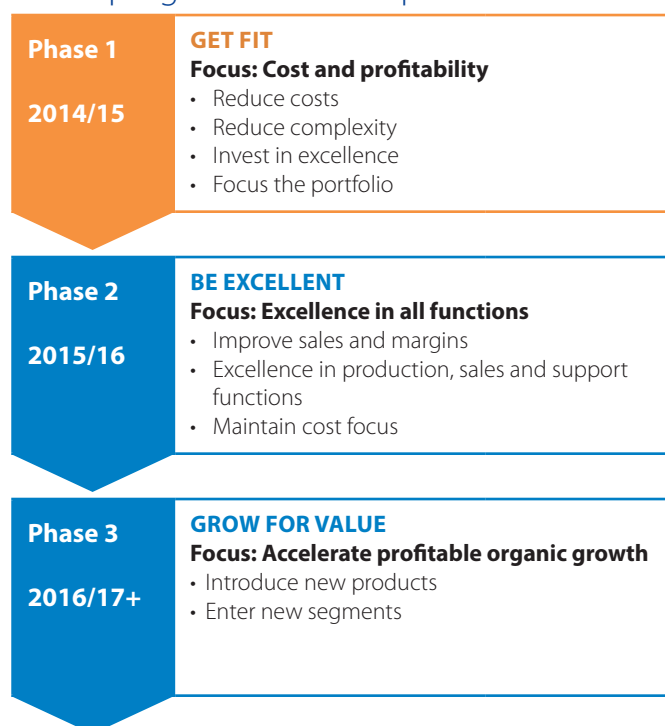 Phase 1
2014/15
GET FIT
Focus: Cost and profitability
• Reduce costs
• Reduce complexity
• Invest in excellence
• Focus the portfolio
Phase 2
2015/16
BE EXCELLENT
Focus: Excellence in all functions
• Improve sales and margins
• Excellence in production, sales and support
functions
• Maintain cost focus
Phase 3
2016/17+
GROW FOR VALUE
Focus: Accelerate profitable organic growth
• Introduce new products
• Enter new segments